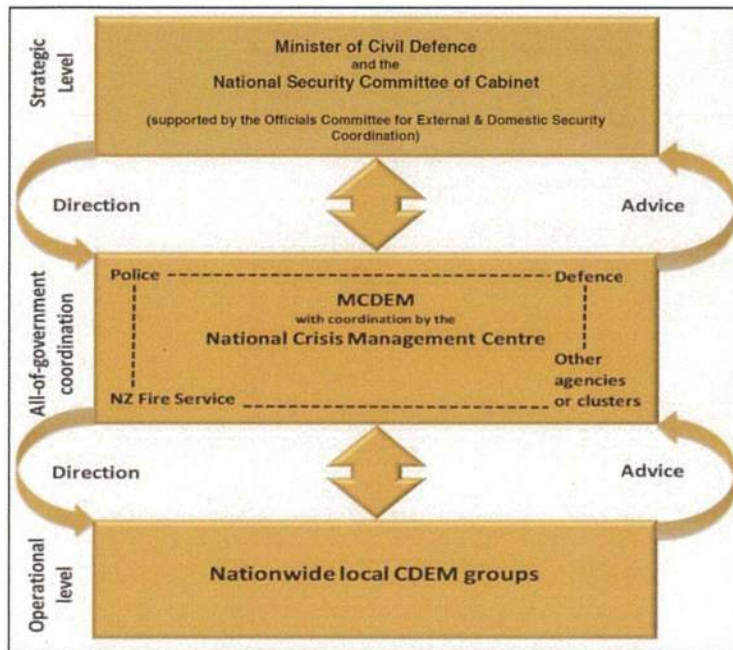 Strategic
Level
Minister of Civil Defence
and the
National Security Committee of Cabinet
(supported by the Officials Committee for External & Domestic Security
Coordination)
Direction
Advice
All-of-government
coordination
Police
Defence
MCDEM
with coordination by the
National Crisis Management Centre
NZ Fire Service
Other
agencies
or clusters
Direction
Advice
Operational
level
Nationwide local CDEM groups